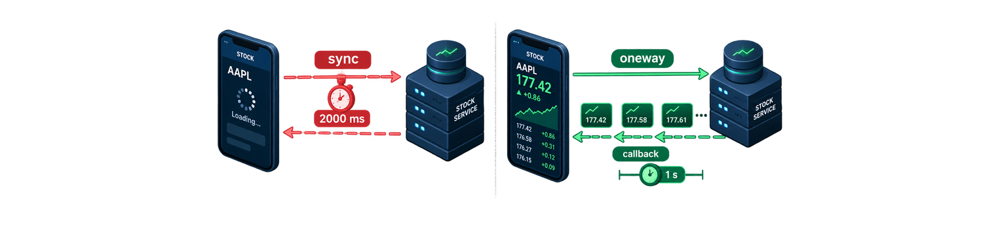 STOCK
AAPL
Loading...
sync
2000 ms
STOCK
SERVICE
STOCK
AAPL
177.42
▲ +0.86
177.42 +0.86
176.58 +0.31
176.27 +0.12
176.15 +0.09
oneway
177.42
177.58
177.61
callback
1 s
STOCK
SERVICE